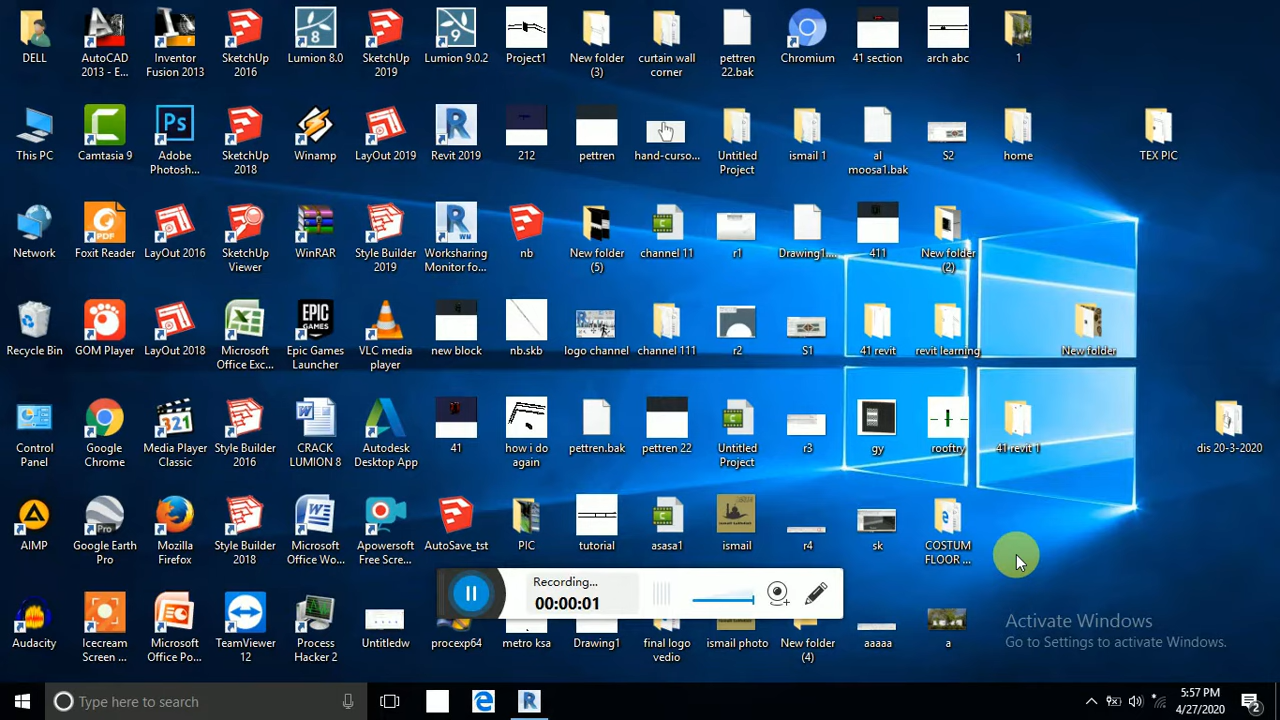 DELL
AutoCAD
2013 - E...
Inventor
Fusion 2013
SketchUp
2016
Lumion 8.0
SketchUp
2019
Lumion 9.0.2
Project1
New folder
(3)
curtain wall
corner
pettren
22.bak
Chromium
41 section
arch abc
1
This PC
Camtasia 9
Adobe
Photosh...
SketchUp
2018
Winamp
LayOut 2019
Revit 2019
212
pettren
hand-curso...
Untitled
Project
ismail 1
al
moosa1.bak
S2
home
TEX PIC
Network
Foxit Reader
LayOut 2016
SketchUp
Viewer
WinRAR
Style Builder
2019
Worksharing
Monitor fo...
nb
New folder
(5)
channel 11
r1
Drawing1....
411
New folder
(2)
Recycle Bin
GOM Player
LayOut 2018
Microsoft
Office Exc...
Epic Games
Launcher
VLC media
player
new block
nb.skb
logo channel
channel 111
r2
S1
41 revit
revit learning
New folder
Control
Panel
Google
Chrome
Media Player
Classic
Style Builder
2016
CRACK
LUMION 8
Autodesk
Desktop App
41
how i do
again
pettren.bak
pettren 22
Untitled
Project
r3
gy
rooftry
41 revit 1
dis 20-3-2020
AIMP
Google Earth
Pro
Mozilla
Firefox
Style Builder
2018
Microsoft
Office Wo...
Apowersoft
Free Scre...
AutoSave_tst
PIC
tutorial
asasa1
ismail
r4
sk
COSTUM
FLOOR ...
Recording...
00:00:01
Audacity
Icecream
Screen ...
Microsoft
Office Po...
TeamViewer
12
Process
Hacker 2
Untitledw
procexp64
metro ksa
Drawing1
final logo
vedio
ismail photo
New folder
(4)
aaaaa
a
Activate Windows
Go to Settings to activate Windows.
Type here to search
5:57 PM
4/27/2020
2